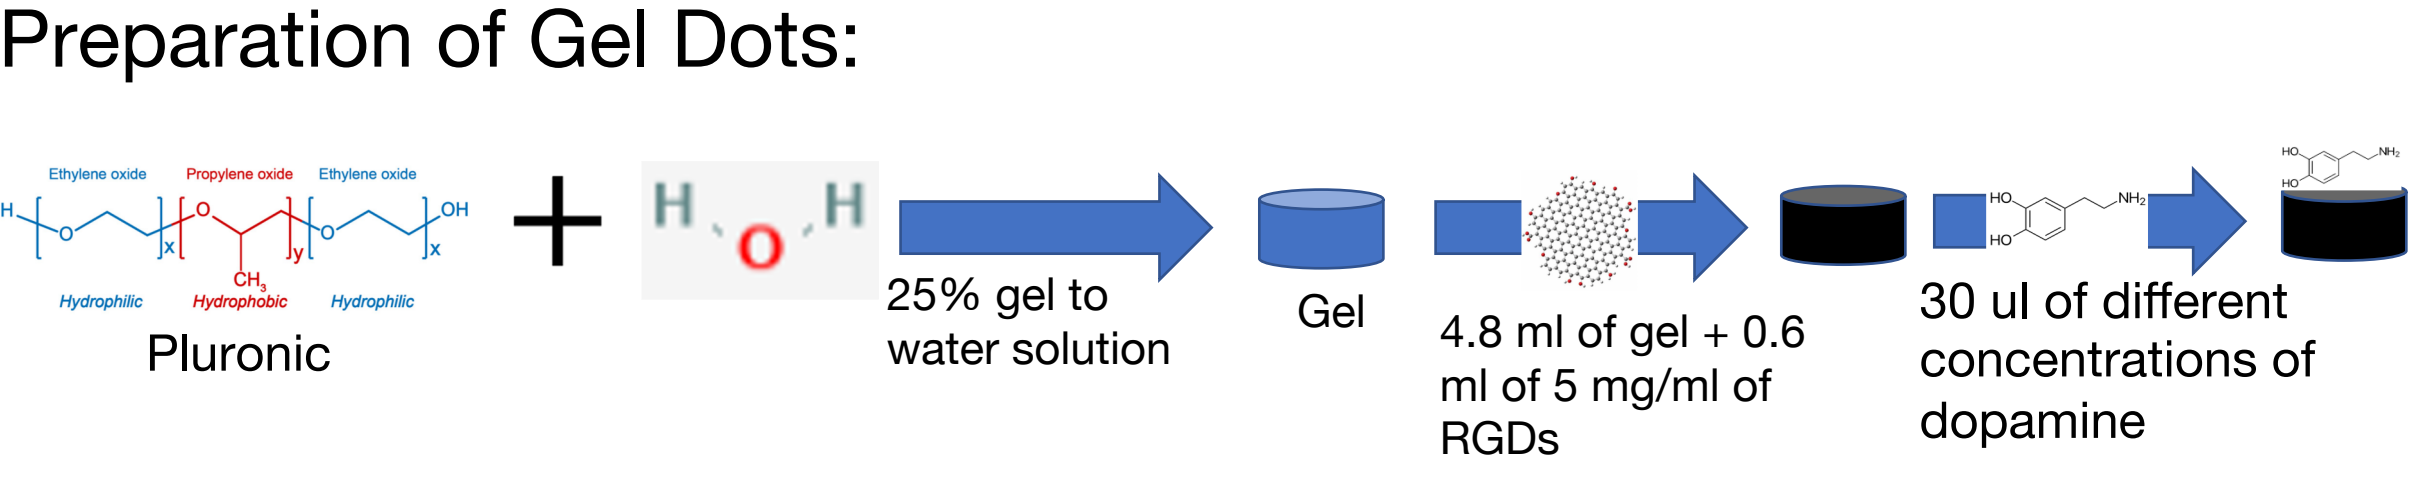 Preparation of Gel Dots:
Ethylene oxide Propylene oxide Ethylene oxide
H O x O y O x OH
CH3
Hydrophilic Hydrophobic Hydrophilic
Pluronic
H O H
25% gel to
water solution
Gel
4.8 ml of gel + 0.6
ml of 5 mg/ml of
RGDs
HO NH2
HO
30 ul of different
concentrations of
dopamine
HO NH2
HO